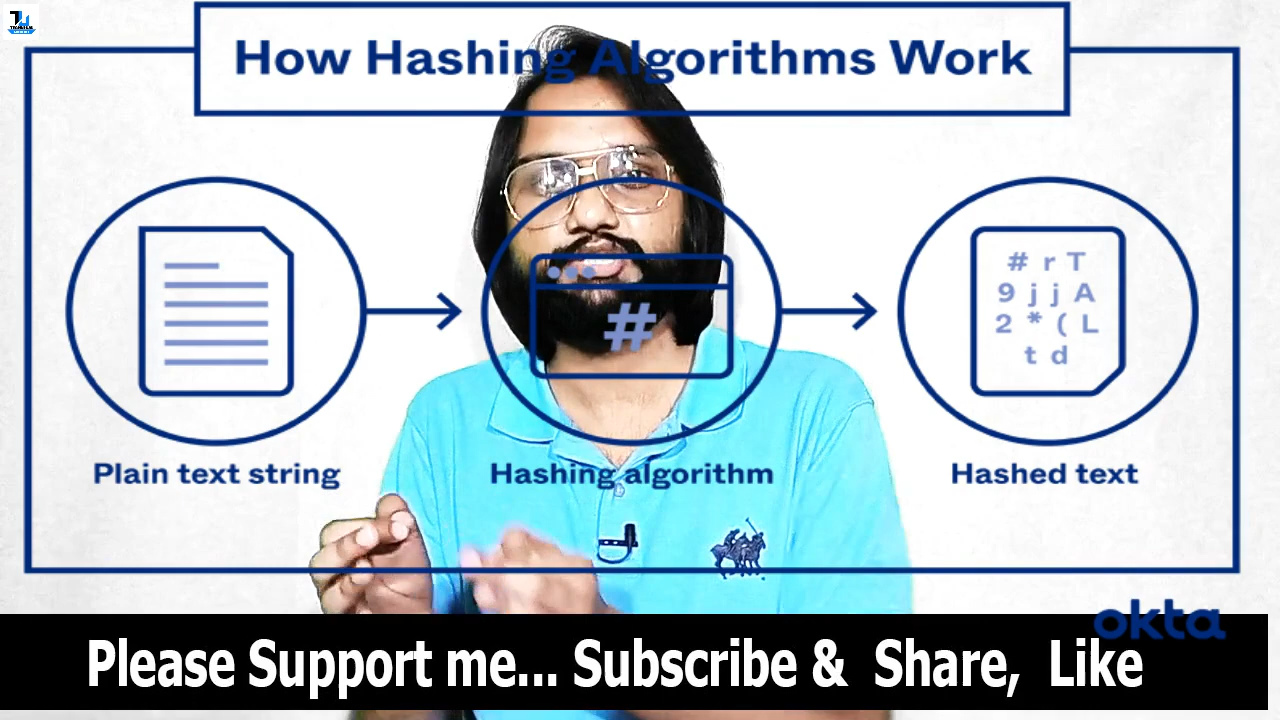 How Hashing Algorithms Work
#
# r T
9 j j A
2 * ( L
t d
Plain text string
Hashing algorithm
Hashed text
okta
Please Support me... Subscribe & Share, Like